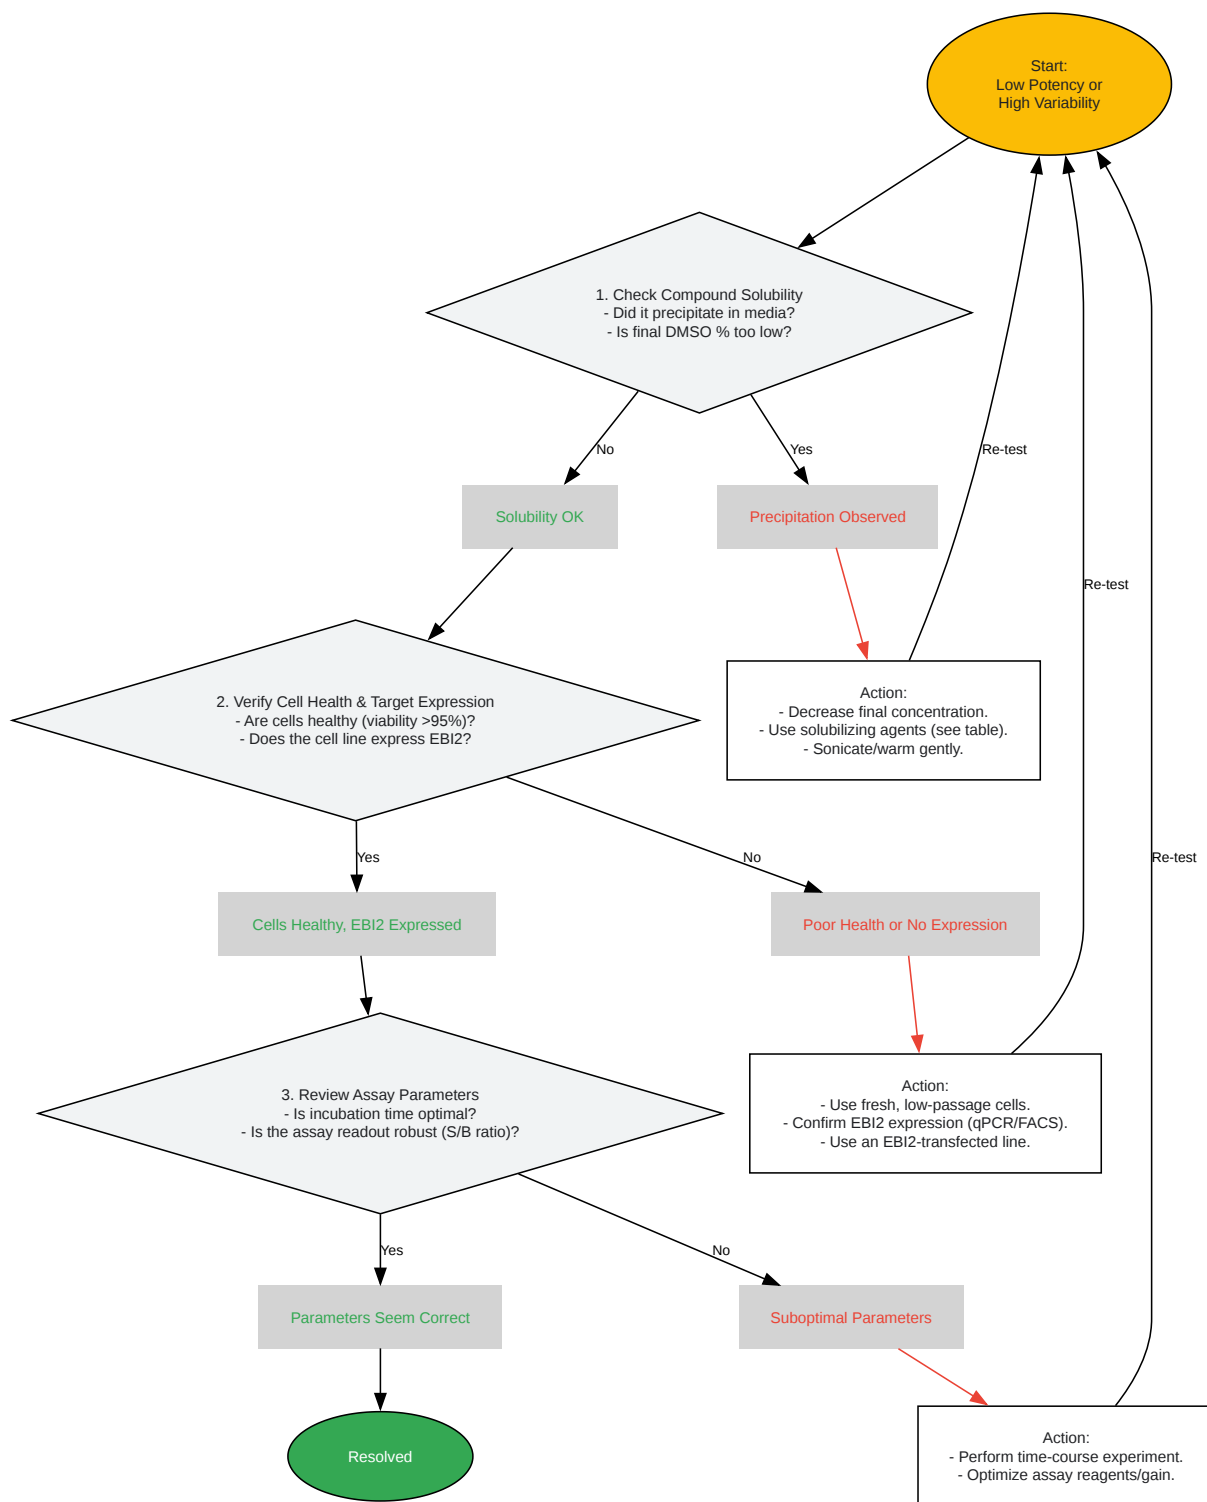 Start:
Low Potency or
High Variability
1. Check Compound Solubility
- Did it precipitate in media?
- Is final DMSO % too low?
No
Yes
Re-test
Solubility OK
Precipitation Observed
Re-test
Action:
- Decrease final concentration.
- Use solubilizing agents (see table).
- Sonicate/warm gently.
2. Verify Cell Health & Target Expression
- Are cells healthy (viability >95%)?
- Does the cell line express EBI2?
Yes
No
Re-test
Cells Healthy, EBI2 Expressed
Poor Health or No Expression
Action:
- Use fresh, low-passage cells.
- Confirm EBI2 expression (qPCR/FACS).
- Use an EBI2-transfected line.
3. Review Assay Parameters
- Is incubation time optimal?
- Is the assay readout robust (S/B ratio)?
Yes
No
Parameters Seem Correct
Suboptimal Parameters
Action:
- Perform time-course experiment.
- Optimize assay reagents/gain.
Resolved